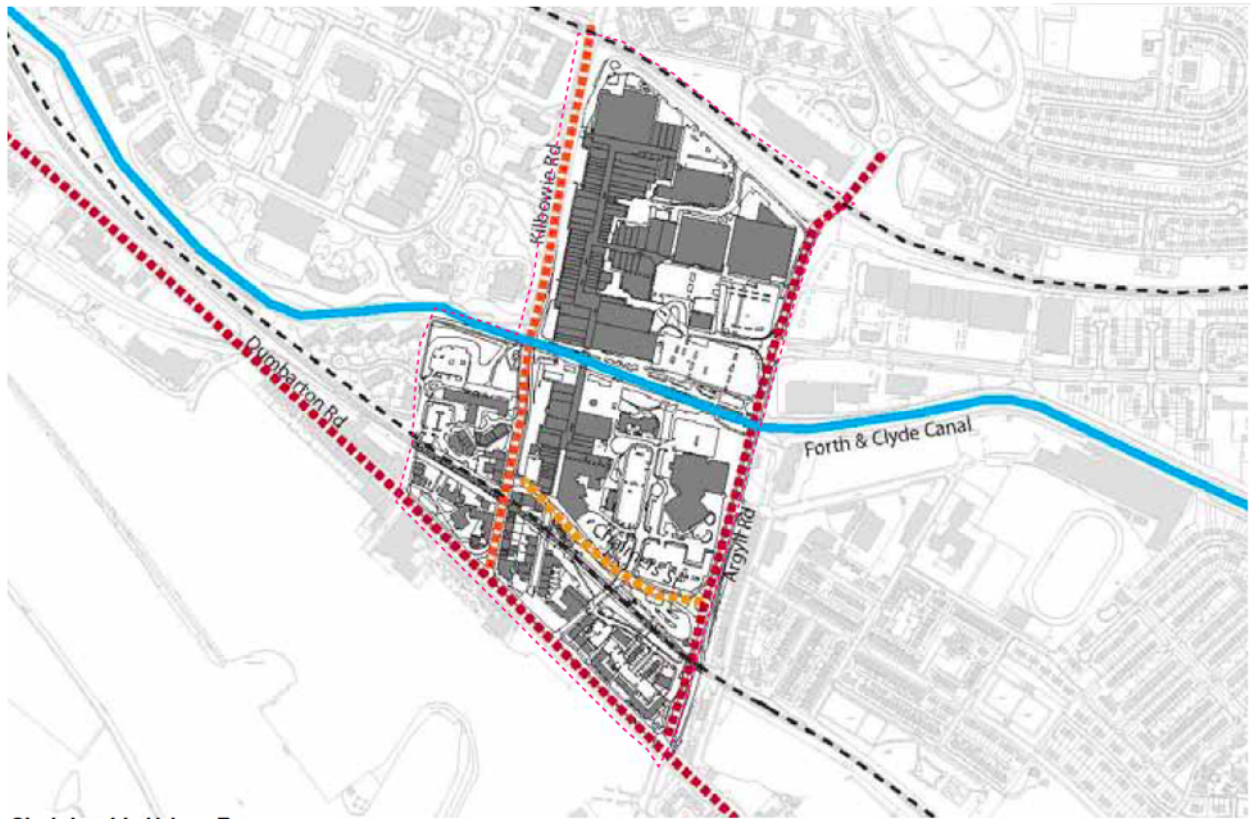 Kilbowie Rd
Dumbarton Rd
Forth & Clyde Canal
Chalmers St
Argyll Rd